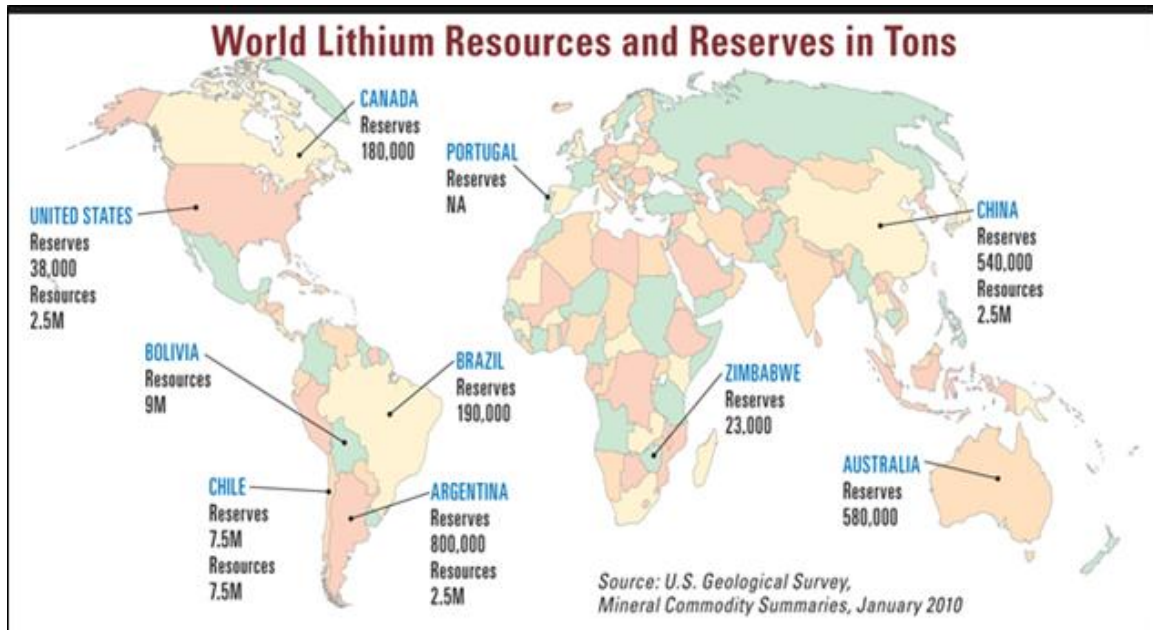 World Lithium Resources and Reserves in Tons
CANADA
Reserves
180,000
PORTUGAL
Reserves
NA
UNITED STATES
Reserves
38,000
Resources
2.5M
CHINA
Reserves
540,000
Resources
2.5M
BOLIVIA
Resources
9M
BRAZIL
Reserves
190,000
ZIMBABWE
Reserves
23,000
CHILE
Reserves
7.5M
Resources
7.5M
ARGENTINA
Reserves
800,000
Resources
2.5M
AUSTRALIA
Reserves
580,000
Source: U.S. Geological Survey,
Mineral Commodity Summaries, January 2010